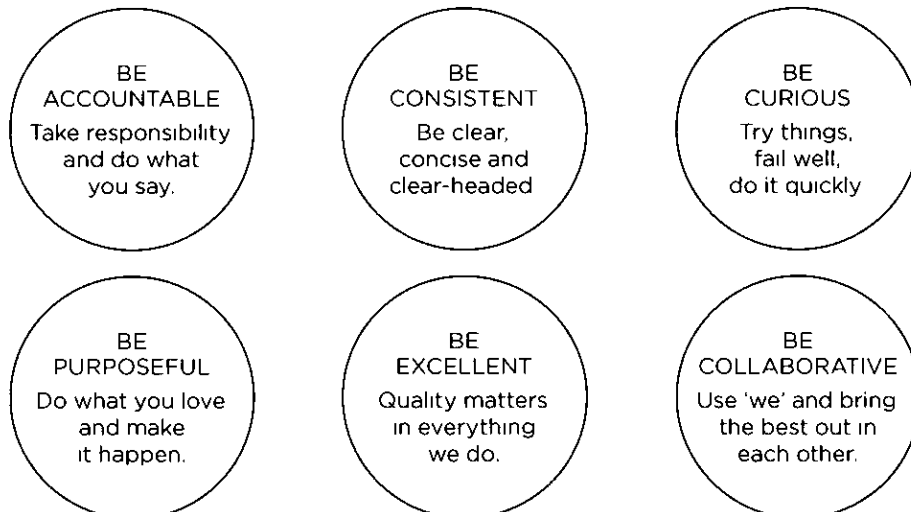 BE
ACCOUNTABLE
Take responsibility
and do what
you say.
BE
CONSISTENT
Be clear,
concise and
clear-headed
BE
CURIOUS
Try things,
fail well,
do it quickly
BE
PURPOSEFUL
Do what you love
and make
it happen.
BE
EXCELLENT
Quality matters
in everything
we do.
BE
COLLABORATIVE
Use 'we' and bring
the best out in
each other.